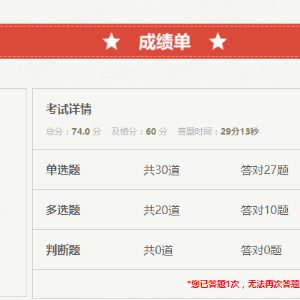 成绩单
考试详情
总分：74.0 分 及格分：60 分 答题时间：29分13秒
单选题 共30道 答对27题
多选题 共20道 答对10题
判断题 共0道 答对0题
*您已答题1次，无法再次答题